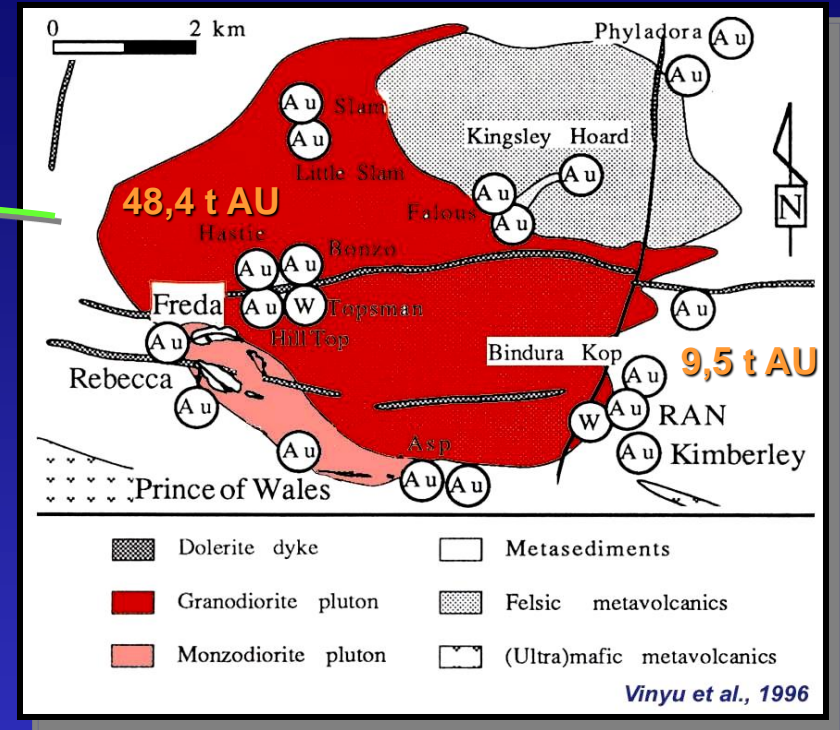 0 2 km
Phyladora Au
Au
Au Slam
Au
Little Slam
Kingsley Hoard
Au
Au
Falous Au
N
48,4 t AU
Hastie
Bonzo
Au Au
Au W Topsman
Hill Top
Freda
Au
Au
Bindura Kop
9,5 t AU
Rebecca
Au
Au
W Au RAN
Au Kimberley
Au
Asp
Au Au
Prince of Wales
Dolerite dyke
Metasediments
Granodiorite pluton
Felsic metavolcanics
Monzodiorite pluton
(Ultra)mafic metavolcanics
Vinyu et al., 1996